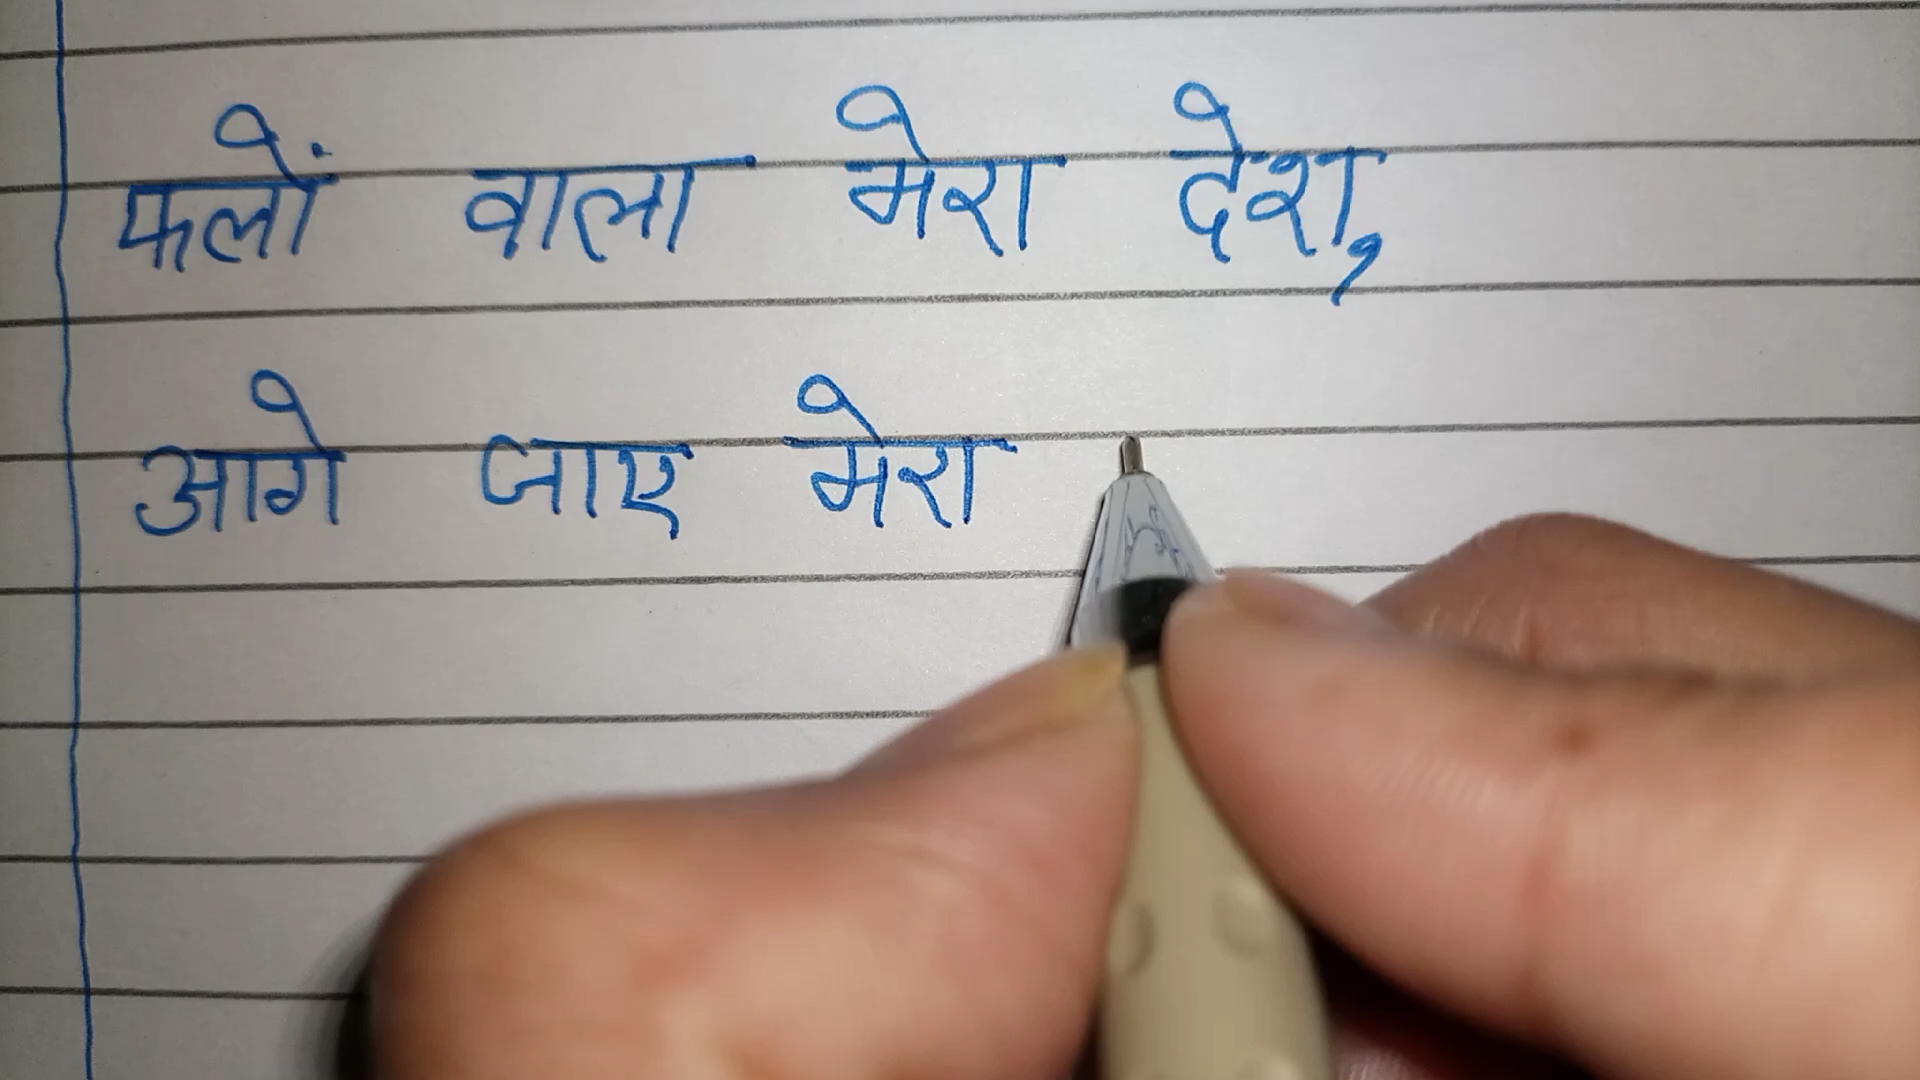 फलों वाला मेरा देश,
आगे जाए मेरा